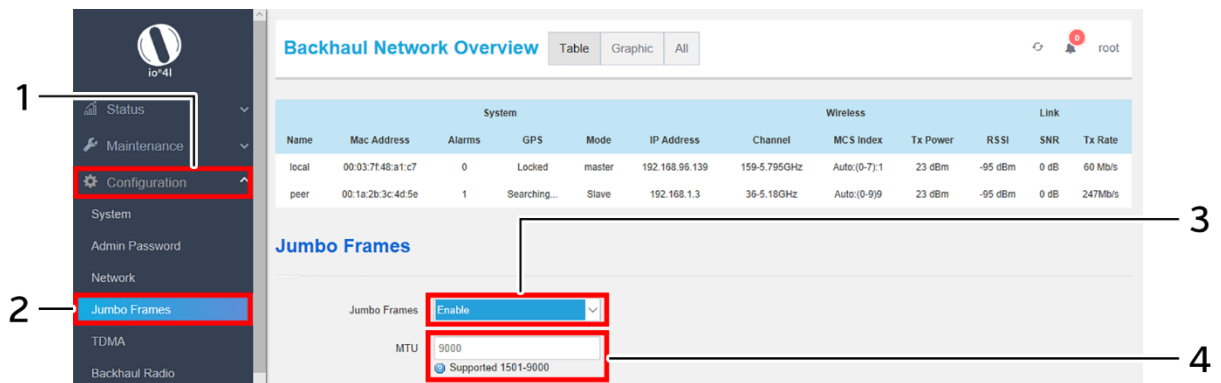 io*4l
Backhaul Network Overview
Table Graphic All
0
root
1
Status
Maintenance
Configuration
System
Admin Password
Network
2
Jumbo Frames
TDMA
Backhaul Radio
System Wireless Link
Name Mac Address Alarms GPS Mode IP Address Channel MCS Index Tx Power RSSI SNR Tx Rate
local 00:03:7f:48:a1:c7 0 Locked master 192.168.96.139 159-5.795GHz Auto:(0-7):1 23 dBm -95 dBm 0 dB 60 Mb/s
peer 00:1a:2b:3c:4d:5e 1 Searching... Slave 192.168.1.3 36-5.18GHz Auto:(0-9)9 23 dBm -95 dBm 0 dB 247Mb/s
Jumbo Frames
3
Jumbo Frames Enable
MTU 9000
Supported 1501-9000
4